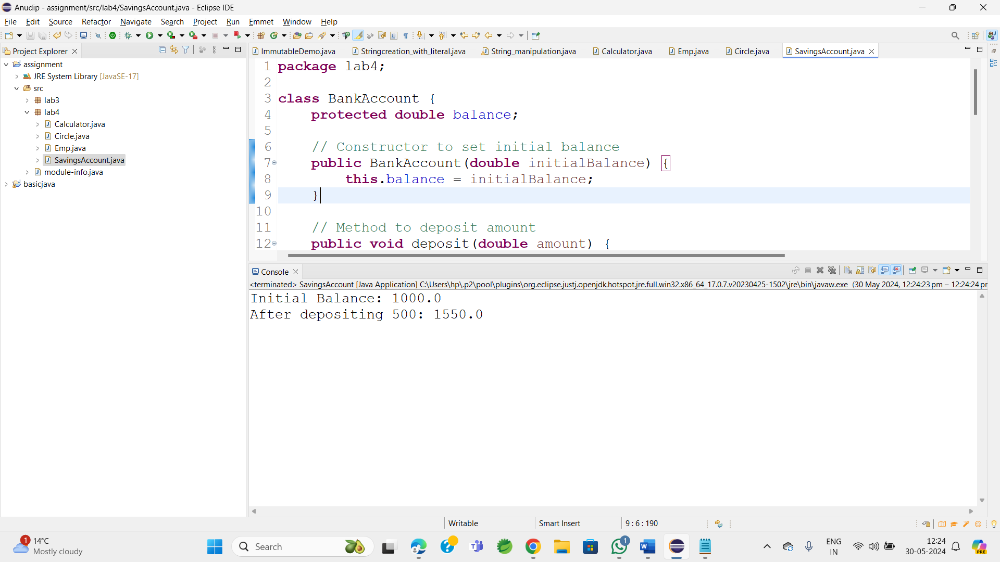 Anudip - assignment/src/lab4/SavingsAccount.java - Eclipse IDE
File Edit Source Refactor Navigate Search Project Run Emmet Window Help
Project Explorer
assignment
JRE System Library [JavaSE-17]
src
lab3
lab4
Calculator.java
Circle.java
Emp.java
SavingsAccount.java
module-info.java
basicjava
ImmutableDemo.java Stringcreation_with_literal.java String_manipulation.java Calculator.java Emp.java Circle.java SavingsAccount.java
1 package lab4;
2
3 class BankAccount {
4 protected double balance;
5
6 // Constructor to set initial balance
7 public BankAccount(double initialBalance) {
8 this.balance = initialBalance;
9 }
10
11 // Method to deposit amount
12 public void deposit(double amount) {
Console
<terminated> SavingsAccount [Java Application] C:\Users\hp\.p2\pool\plugins\org.eclipse.justj.openjdk.hotspot.jre.full.win32.x86_64_17.0.7.v20230425-1502\jre\bin\javaw.exe (30 May 2024, 12:24:23 pm – 12:24:24 pr
Initial Balance: 1000.0
After depositing 500: 1550.0
Writable Smart Insert 9 : 6 : 190
1
14°C
Mostly cloudy
Search
1
ENG
IN
12:24
30-05-2024
PRE